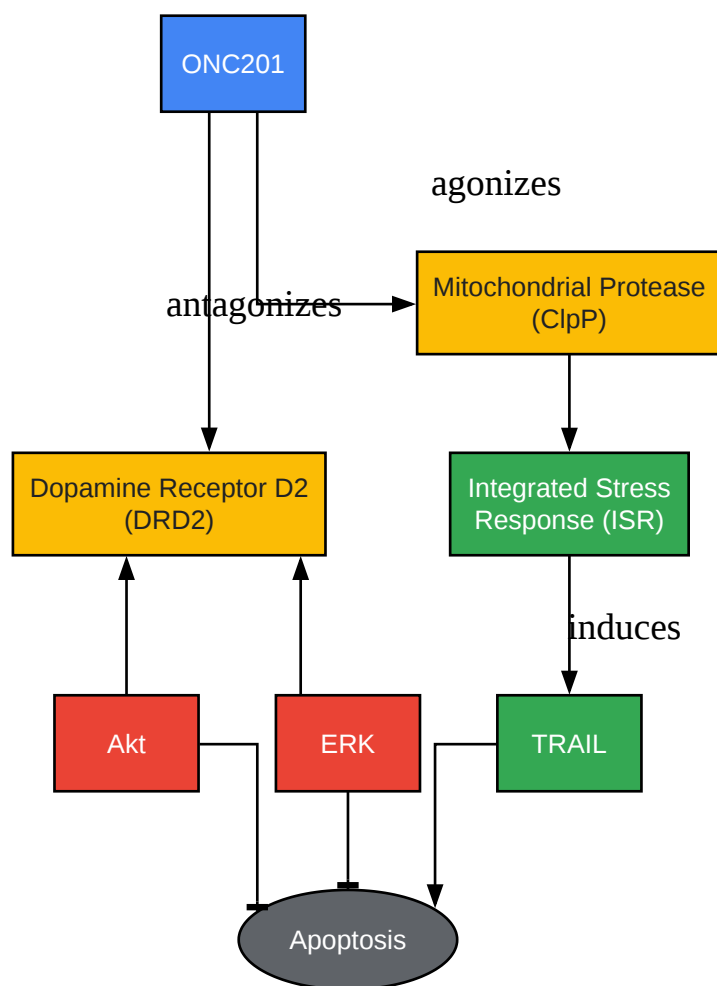 ONC201
agonizes
Mitochondrial Protease
(ClpP)
antagonizes
Dopamine Receptor D2
(DRD2)
Integrated Stress
Response (ISR)
induces
Akt
ERK
TRAIL
Apoptosis